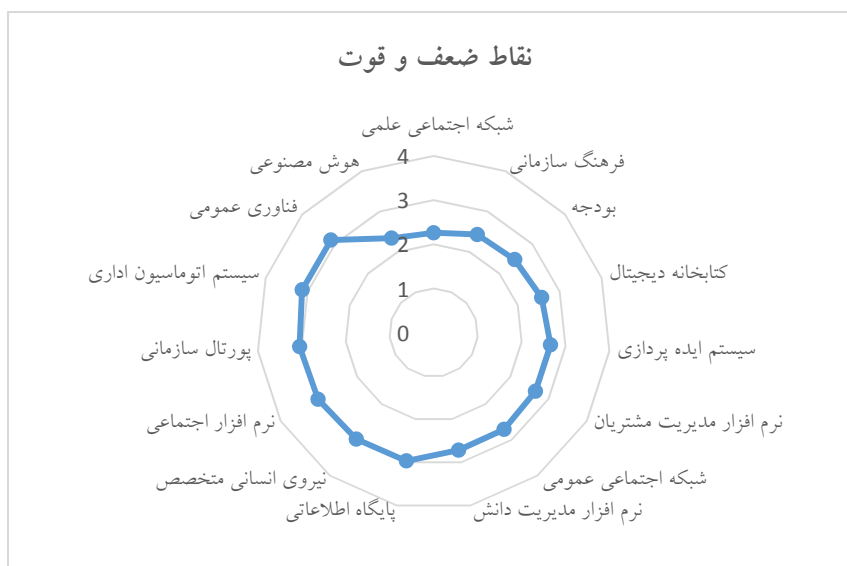 نقاط ضعف و قوت
شبکه اجتماعی علمی
فرهنگ سازمانی
بودجه
کتابخانه دیجیتال
سیستم ایده پردازی
نرم افزار مدیریت مشتریان
شبکه اجتماعی عمومی
نرم افزار مدیریت دانش
پایگاه اطلاعاتی
نیروی انسانی متخصص
نرم افزار اجتماعی
پورتال سازمانی
سیستم اتوماسیون اداری
فناوری عمومی
هوش مصنوعی
4
3
2
1
0